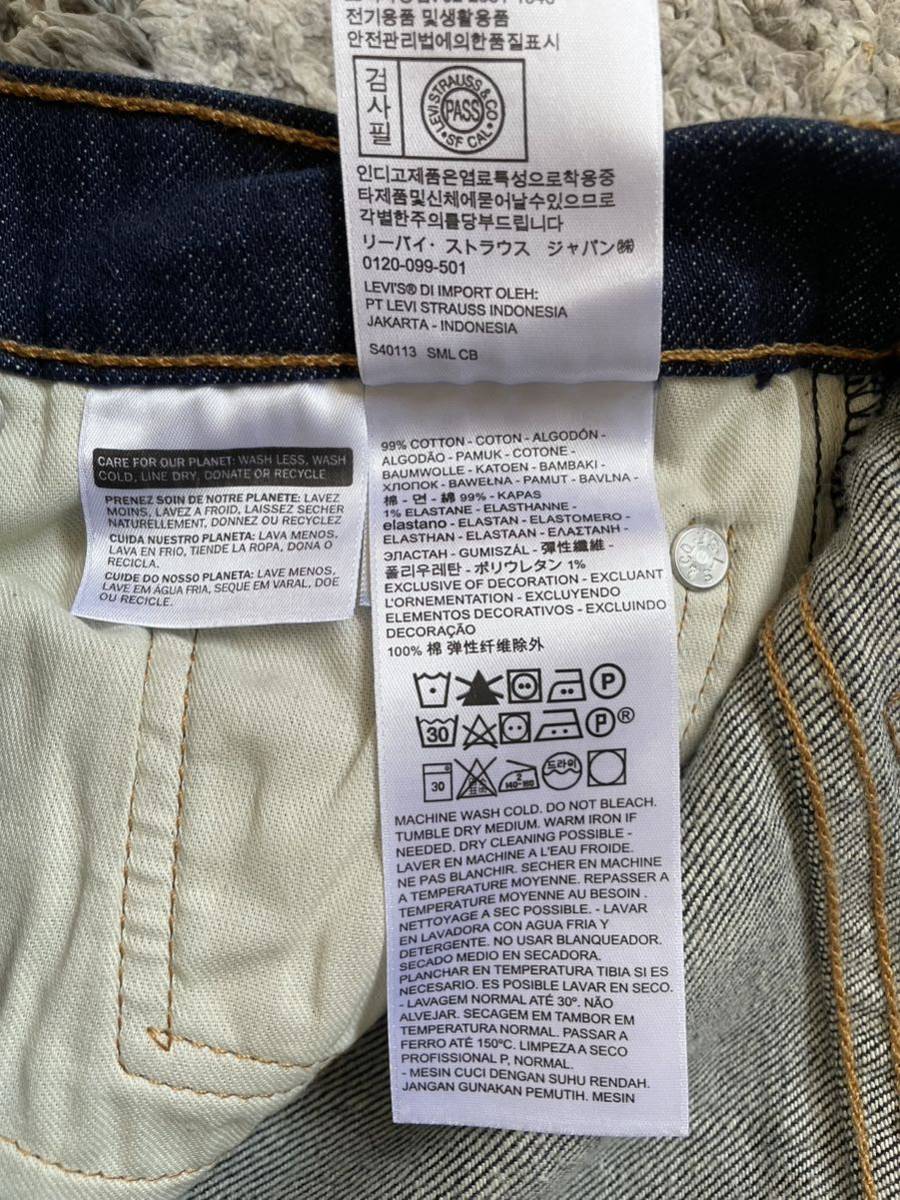 전기용품 및생활용품
안전관리법에의한품질표시
검사필
LEVI STRAUSS & CO
PASS
SF CAL
인디고제품은염료특성으로착용중
타제품및신체에묻어날수있으므로
각별한주의를당부드립니다
リーバイ・ストラウス ジャパン㈱
0120-099-501
LEVI'S® DI IMPORT OLEH:
PT LEVI STRAUSS INDONESIA
JAKARTA - INDONESIA
S40113 SML CB
CARE FOR OUR PLANET: WASH LESS, WASH
COLD, LINE DRY, DONATE OR RECYCLE
PRENEZ SOIN DE NOTRE PLANETE: LAVEZ
MOINS, LAVEZ A FROID, LAISSEZ SECHER
NATURELLEMENT, DONNEZ OU RECYCLEZ
CUIDA NUESTRO PLANETA: LAVA MENOS,
LAVA EN FRIO, TIENDE LA ROPA, DONA O
RECICLA.
CUIDE DO NOSSO PLANETA: LAVE MENOS,
LAVE EM ÁGUA FRIA, SEQUE EM VARAL, DOE
OU RECICLE.
99% COTTON - COTON - ALGODÓN -
ALGODÃO - PAMUK - COTONE -
BAUMWOLLE - KATOEN - BAMBAKI -
ХЛОПОК - BAWEŁNA - PAMUT - BAVLNA -
棉 - 면 - 綿 99% - KAPAS
1% ELASTANE - ELASTHANNE -
elastano - ELASTAN - ELASTOMERO -
ELASTHAN - ELASTAAN - ΕΛΑΣΤΑΝΗ -
ЭЛАСТАН - GUMISZÁL - 弾性纖維 -
폴리우레탄 - ポリウレタン 1%
EXCLUSIVE OF DECORATION - EXCLUANT
L'ORNEMENTATION - EXCLUYENDO
ELEMENTOS DECORATIVOS - EXCLUINDO
DECORAÇÃO
100% 棉 弹性纤维除外
P
30 P ®
30 2 140-160 드라이
MACHINE WASH COLD. DO NOT BLEACH.
TUMBLE DRY MEDIUM. WARM IRON IF
NEEDED. DRY CLEANING POSSIBLE -
LAVER EN MACHINE A L'EAU FROIDE.
NE PAS BLANCHIR. SECHER EN MACHINE
A TEMPERATURE MOYENNE. REPASSER A
TEMPERATURE MOYENNE AU BESOIN .
NETTOYAGE A SEC POSSIBLE. - LAVAR
EN LAVADORA CON AGUA FRIA Y
DETERGENTE. NO USAR BLANQUEADOR.
SECADO MEDIO EN SECADORA.
PLANCHAR EN TEMPERATURA TIBIA SI ES
NECESARIO. ES POSIBLE LAVAR EN SECO.
- LAVAGEM NORMAL ATÉ 30º. NÃO
ALVEJAR. SECAGEM EM TAMBOR EM
TEMPERATURA NORMAL. PASSAR A
FERRO ATÉ 150ºC. LIMPEZA A SECO
PROFISSIONAL P, NORMAL.
- MESIN CUCI DENGAN SUHU RENDAH.
JANGAN GUNAKAN PEMUTIH. MESIN